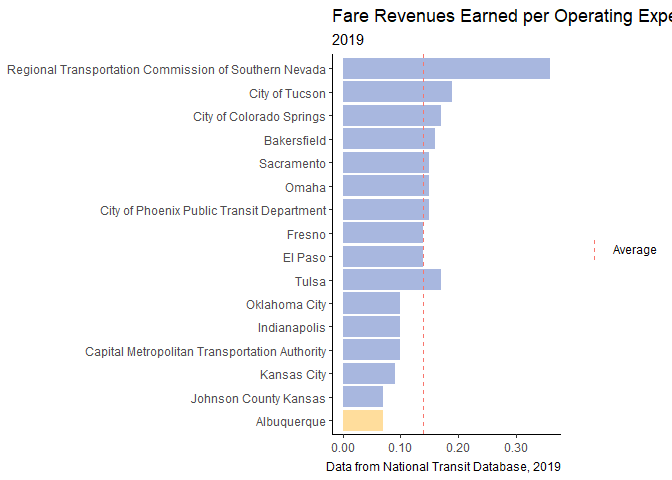 Fare Revenues Earned per Operating Expe
2019
Regional Transportation Commission of Southern Nevada
City of Tucson
City of Colorado Springs
Bakersfield
Sacramento
Omaha
City of Phoenix Public Transit Department
Fresno
El Paso
Tulsa
Oklahoma City
Indianapolis
Capital Metropolitan Transportation Authority
Kansas City
Johnson County Kansas
Albuquerque
Average
0.00 0.10 0.20 0.30
Data from National Transit Database, 2019